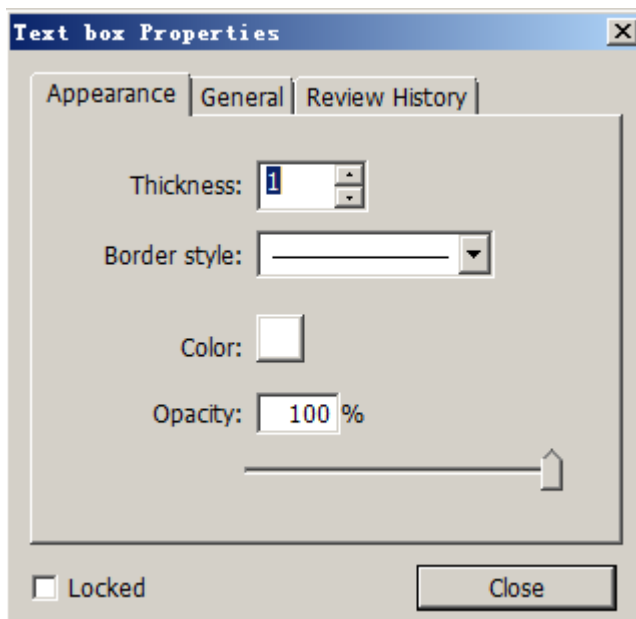 Text box Properties
Appearance General Review History
Thickness: 1
Border style:
Color:
Opacity: 100 %
Locked Close